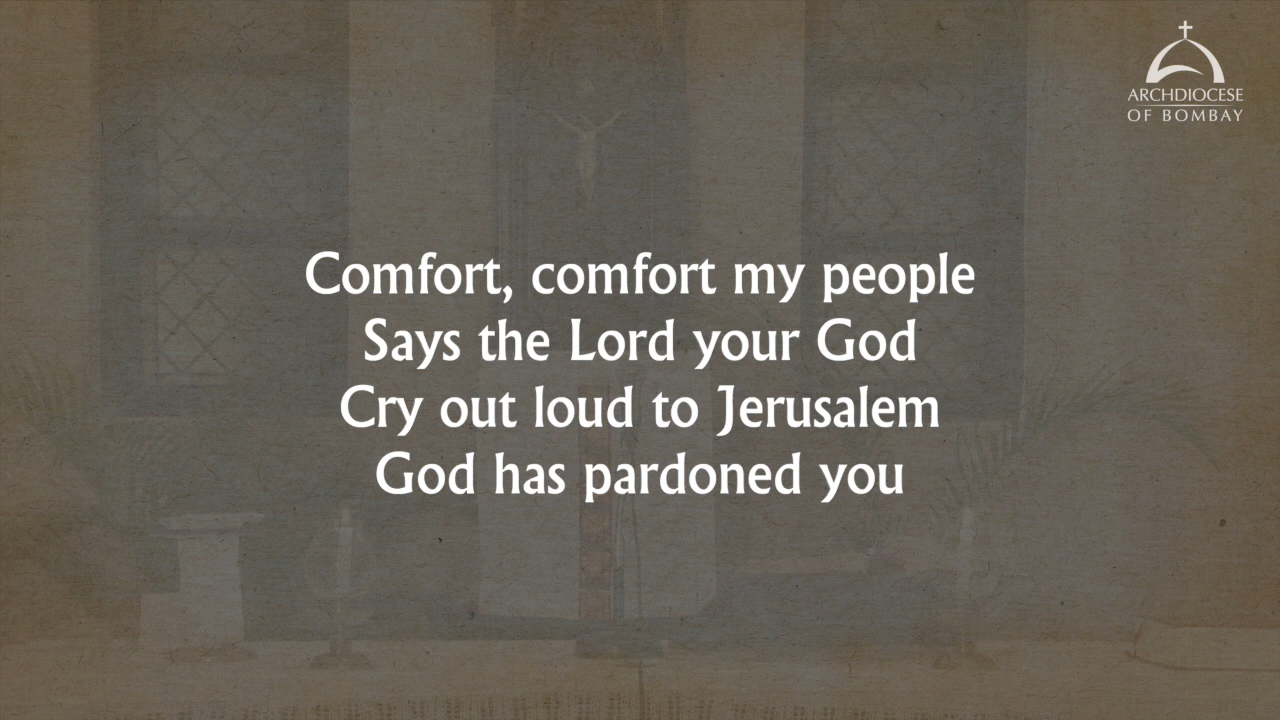 ARCHDIOCESE
OF BOMBAY
Comfort, comfort my people
Says the Lord your God
Cry out loud to Jerusalem
God has pardoned you